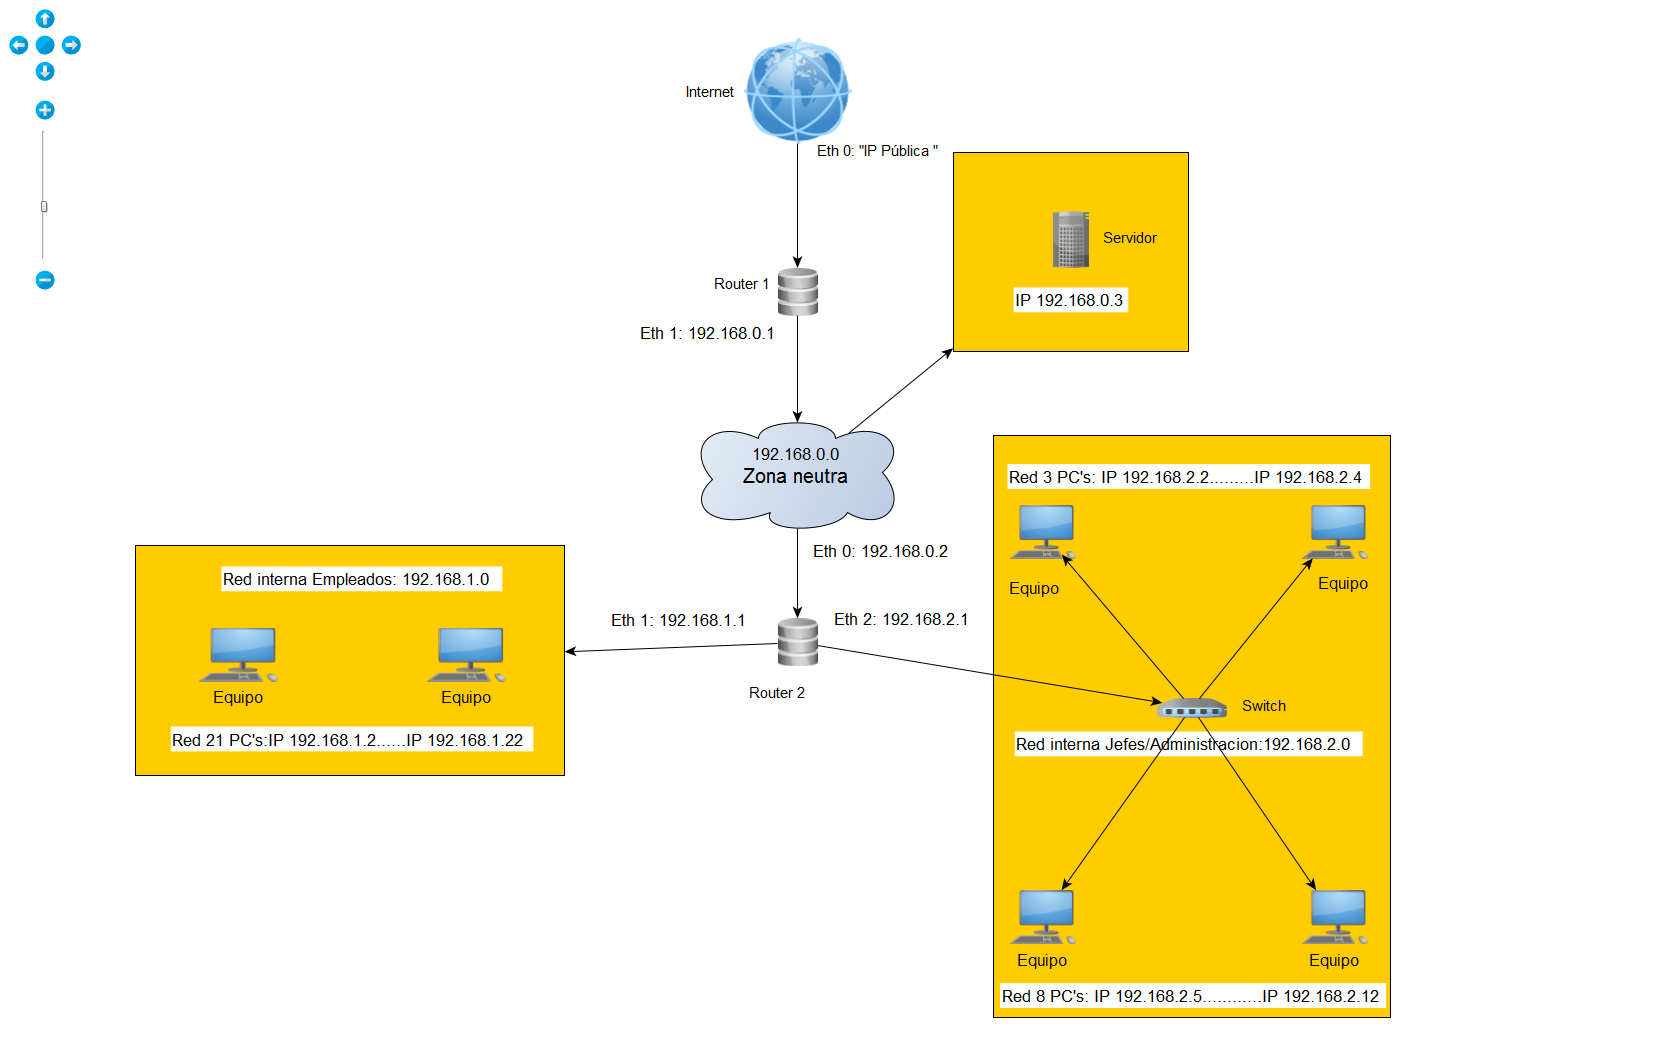 Internet
Eth 0: "IP Pública "
Servidor
IP 192.168.0.3
Router 1
Eth 1: 192.168.0.1
192.168.0.0
Zona neutra
Eth 0: 192.168.0.2
Eth 1: 192.168.1.1
Eth 2: 192.168.2.1
Router 2
Red interna Empleados: 192.168.1.0
Equipo
Equipo
Red 21 PC's:IP 192.168.1.2......IP 192.168.1.22
Red 3 PC's: IP 192.168.2.2.........IP 192.168.2.4
Equipo
Equipo
Switch
Red interna Jefes/Administracion:192.168.2.0
Equipo
Equipo
Red 8 PC's: IP 192.168.2.5............IP 192.168.2.12